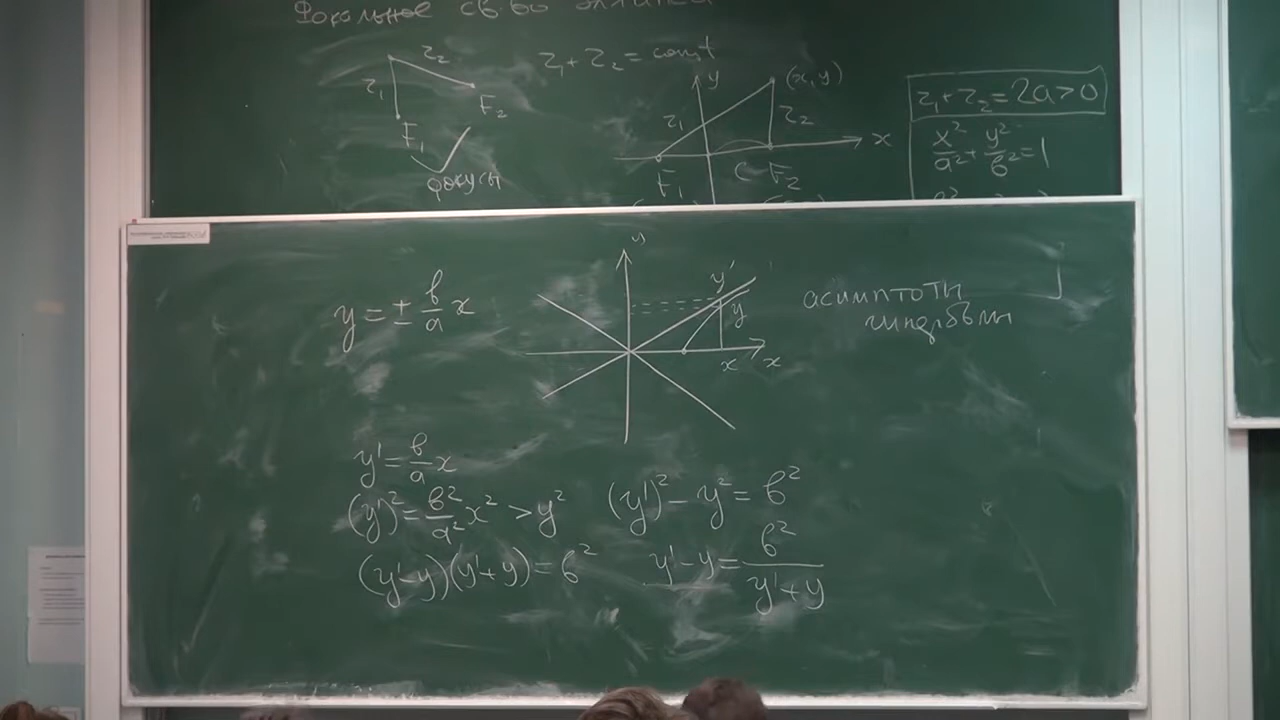 Фокальное св-во эллипса
r₁ r₂ F₁ F₂
фокусы
r₁ + r₂ = const
y (x, y) r₁ r₂ x
F₁ c F₂
r₁ + r₂ = 2a > 0
x²/a² + y²/b² = 1
y = ± b/a x
y y' y x x
асимптоты
гиперболы
y' = b/a x
(y')² = b²/a² x² > y²
(y')² - y² = b²
(y' - y)(y' + y) = b²
y' - y = b²/(y' + y)